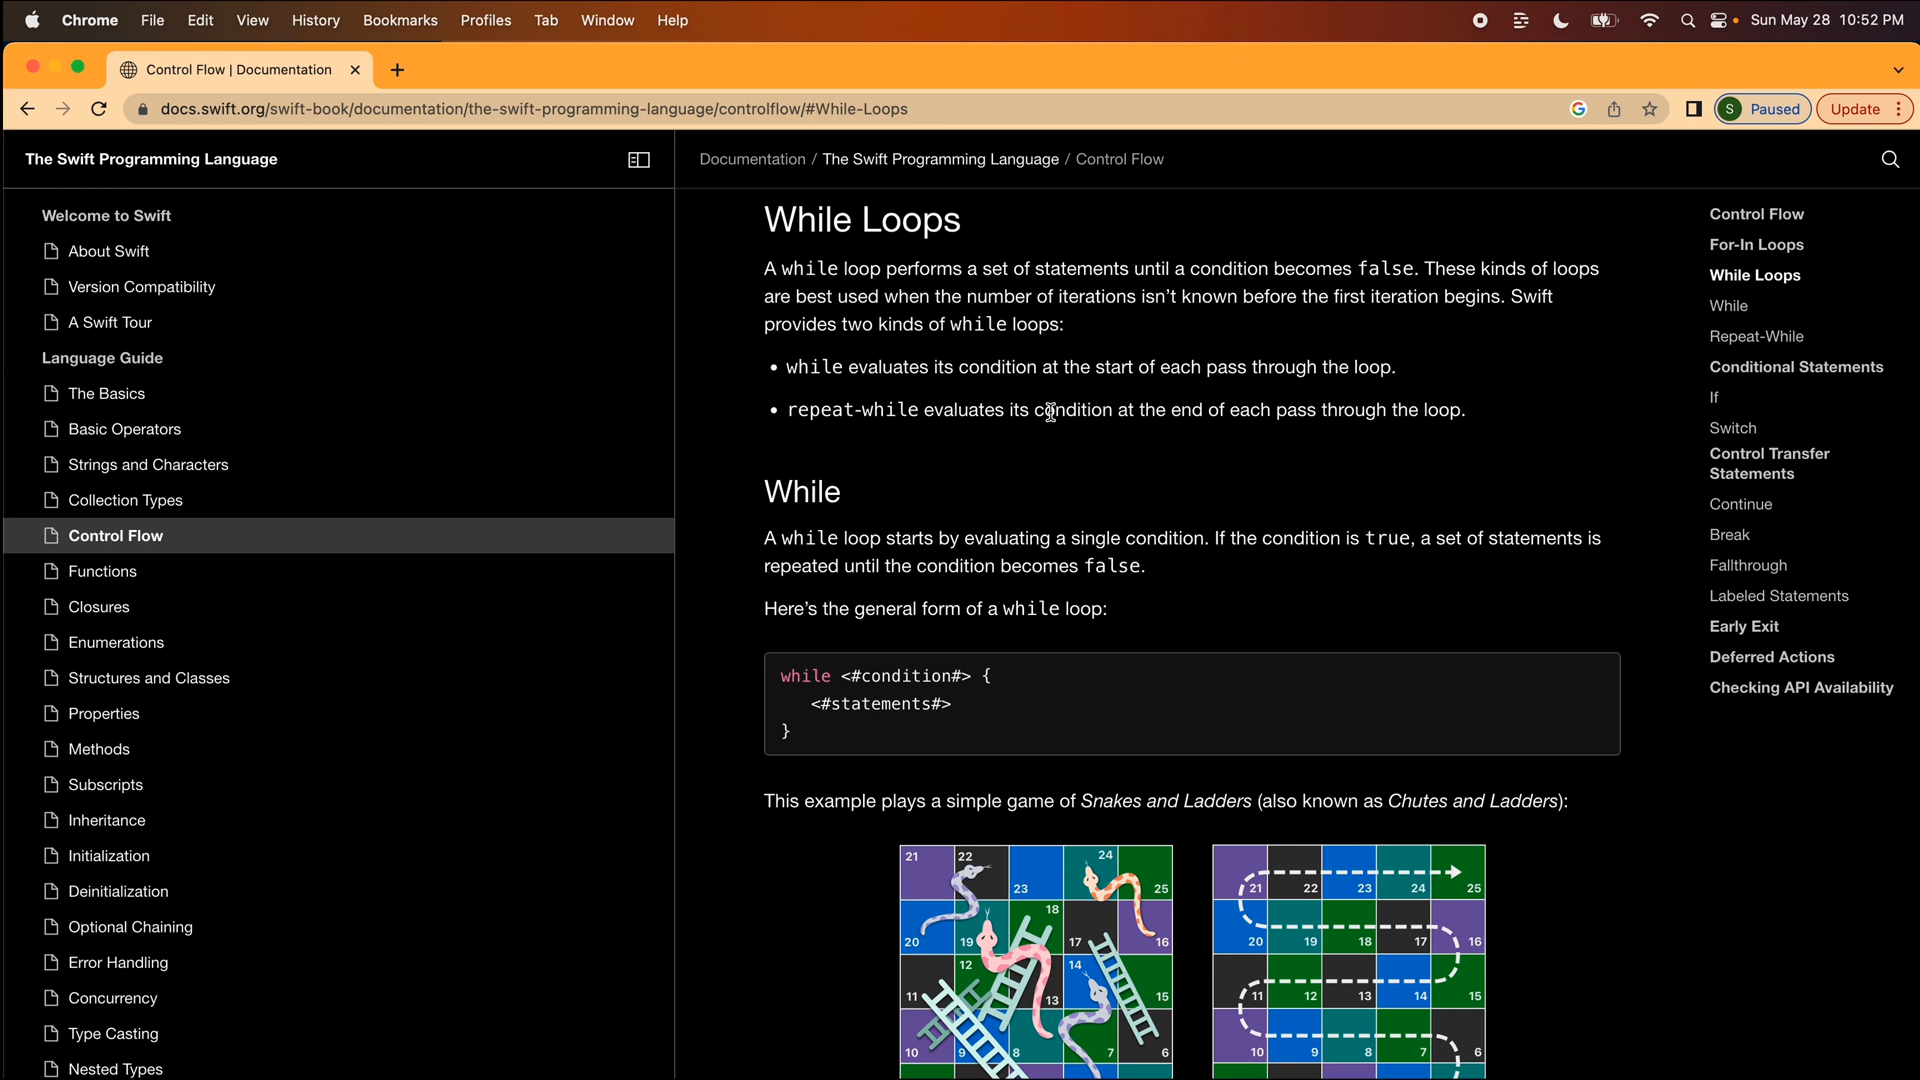 Chrome File Edit View History Bookmarks Profiles Tab Window Help Sun May 28 10:52 PM
Control Flow | Documentation
docs.swift.org/swift-book/documentation/the-swift-programming-language/controlflow/#While-Loops S Paused Update
The Swift Programming Language
Documentation / The Swift Programming Language / Control Flow
Welcome to Swift
About Swift
Version Compatibility
A Swift Tour
Language Guide
The Basics
Basic Operators
Strings and Characters
Collection Types
Control Flow
Functions
Closures
Enumerations
Structures and Classes
Properties
Methods
Subscripts
Inheritance
Initialization
Deinitialization
Optional Chaining
Error Handling
Concurrency
Type Casting
Nested Types
While Loops
A while loop performs a set of statements until a condition becomes false. These kinds of loops
are best used when the number of iterations isn’t known before the first iteration begins. Swift
provides two kinds of while loops:
• while evaluates its condition at the start of each pass through the loop.
• repeat-while evaluates its condition at the end of each pass through the loop.
While
A while loop starts by evaluating a single condition. If the condition is true, a set of statements is
repeated until the condition becomes false.
Here’s the general form of a while loop:
while <#condition#> {
<#statements#>
}
This example plays a simple game of Snakes and Ladders (also known as Chutes and Ladders):
21 22 23 24 25
20 19 18 17 16
11 12 13 14 15
10 9 8 7 6
21 22 23 24 25
20 19 18 17 16
11 12 13 14 15
10 9 8 7 6
Control Flow
For-In Loops
While Loops
While
Repeat-While
Conditional Statements
If
Switch
Control Transfer
Statements
Continue
Break
Fallthrough
Labeled Statements
Early Exit
Deferred Actions
Checking API Availability